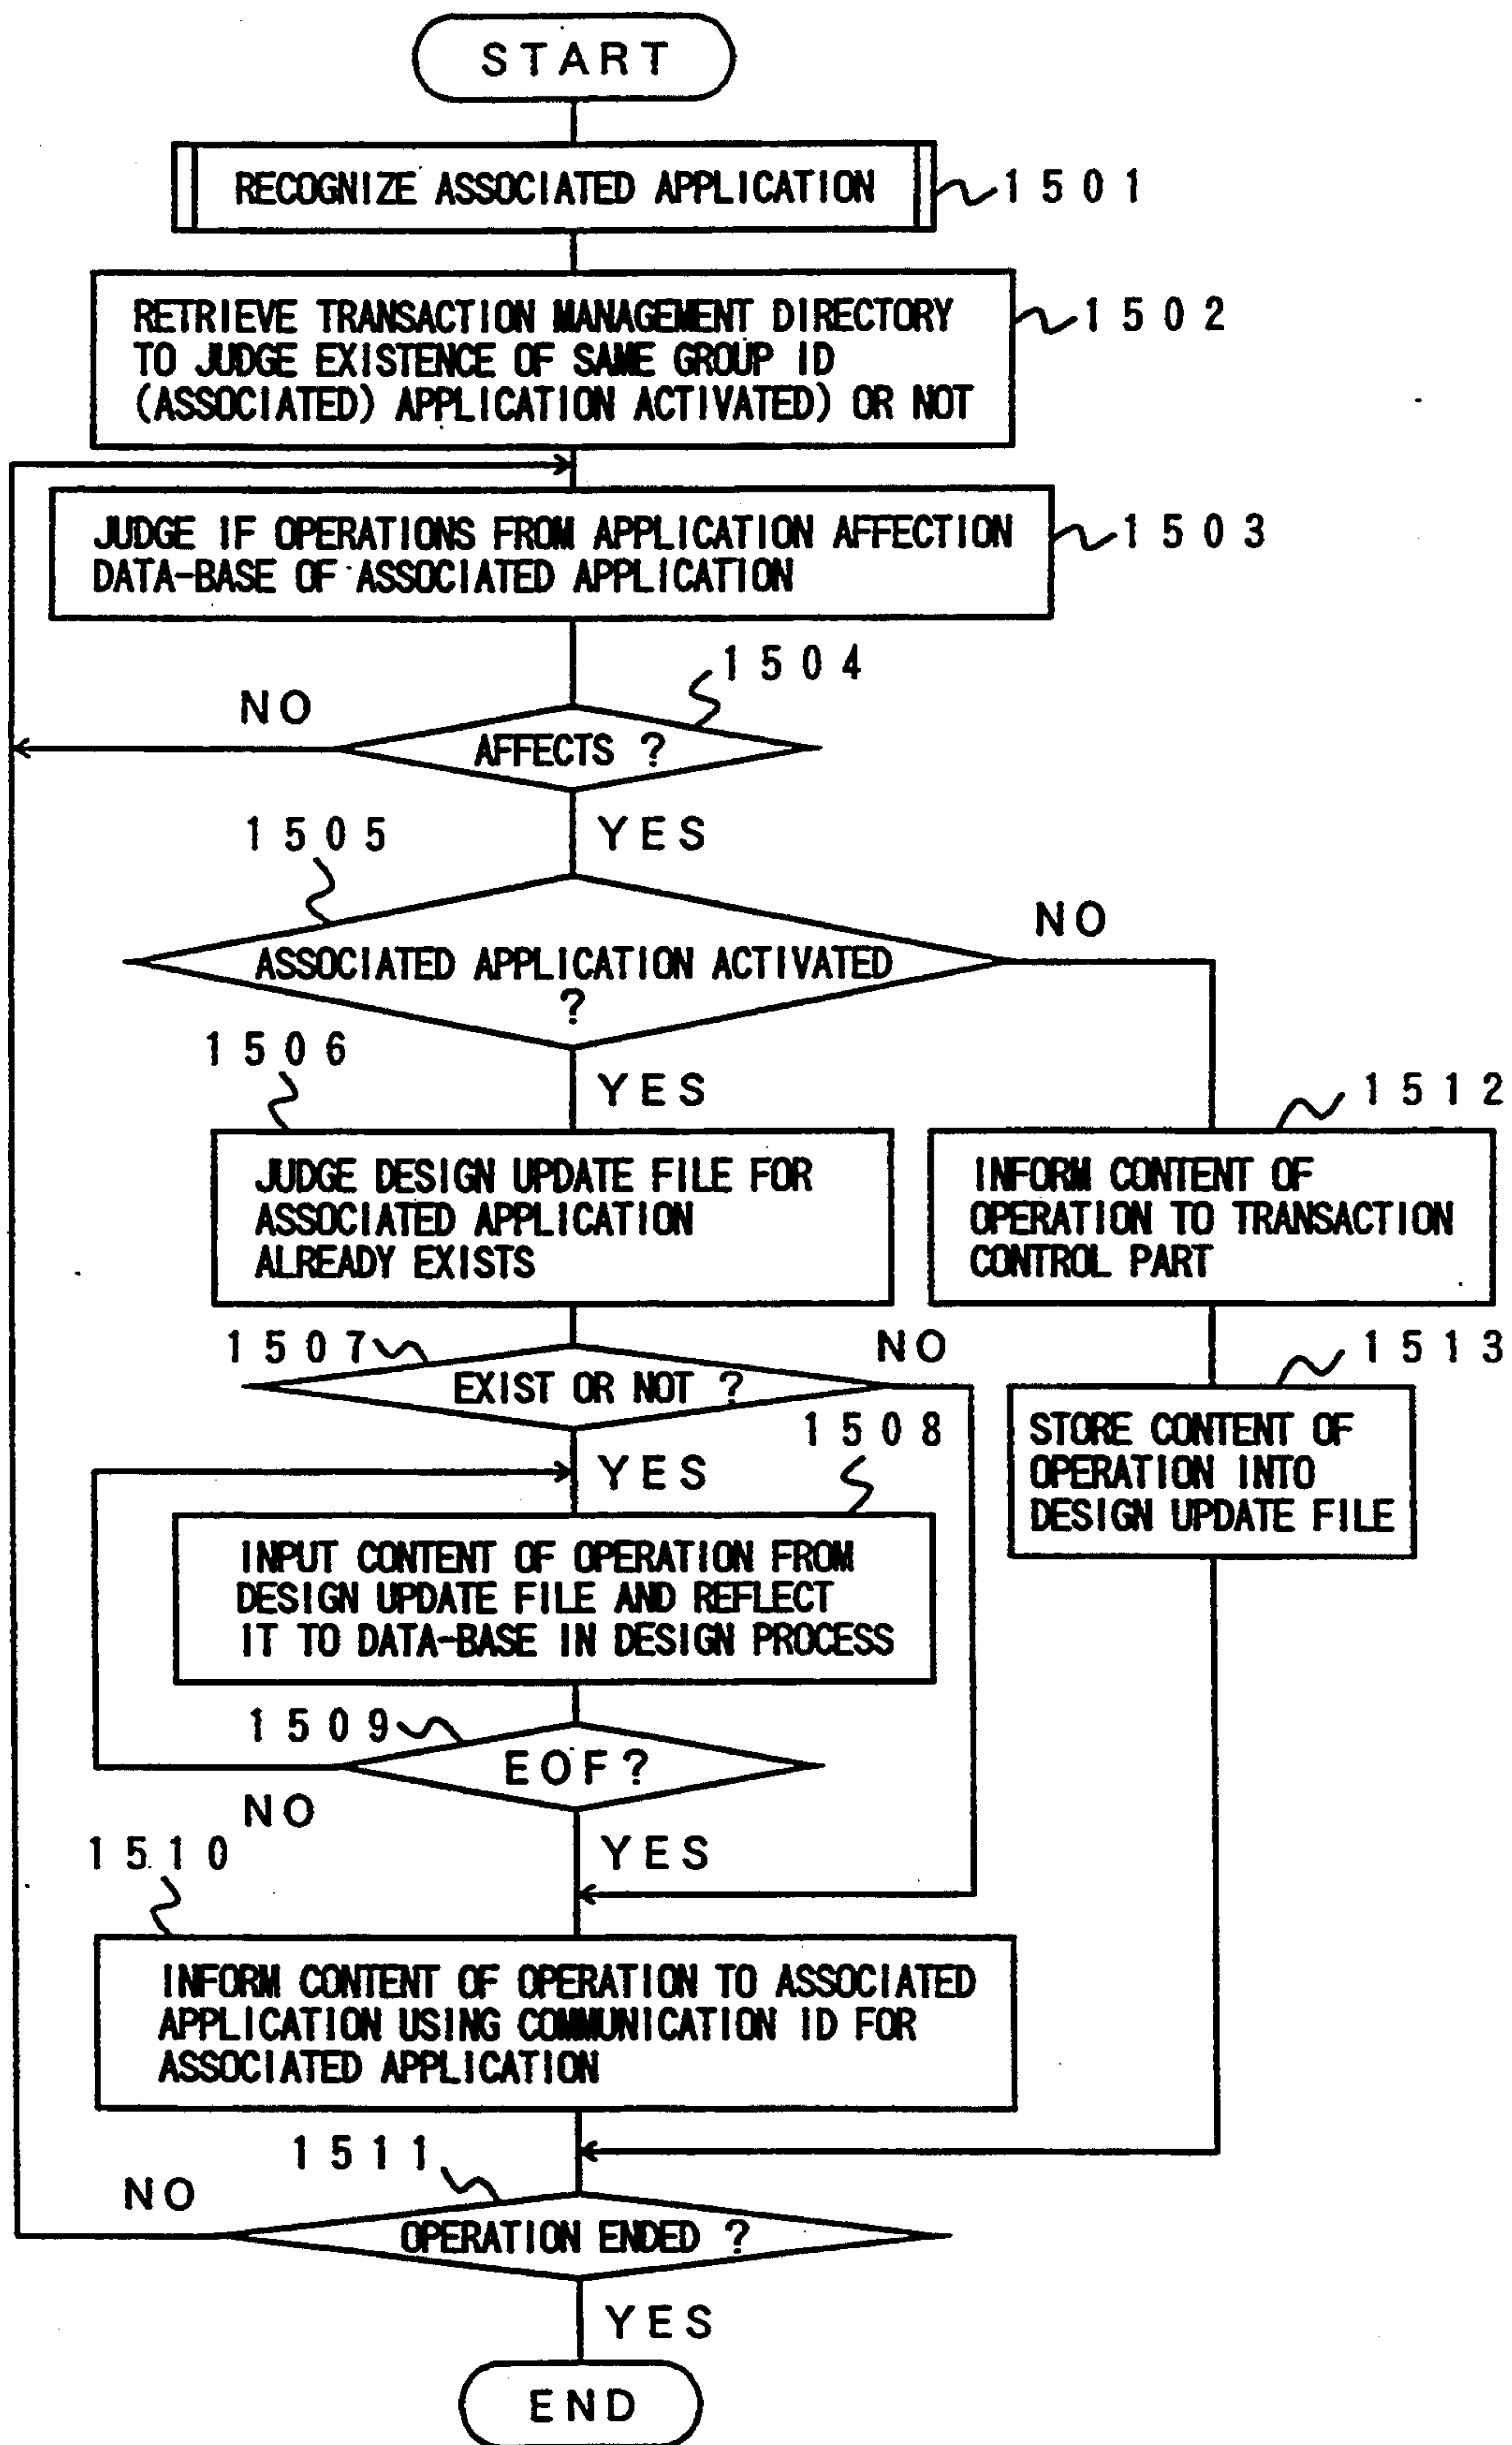 START
RECOGNIZE ASSOCIATED APPLICATION
1501
RETRIEVE TRANSACTION MANAGEMENT DIRECTORY
TO JUDGE EXISTENCE OF SAME GROUP ID
(ASSOCIATED) APPLICATION ACTIVATED) OR NOT
1502
JUDGE IF OPERATIONS FROM APPLICATION AFFECTION
DATA-BASE OF ASSOCIATED APPLICATION
1503
1504
NO
AFFECTS ?
YES
1505
NO
ASSOCIATED APPLICATION ACTIVATED
?
1506
YES
1512
JUDGE DESIGN UPDATE FILE FOR
ASSOCIATED APPLICATION
ALREADY EXISTS
INFORM CONTENT OF
OPERATION TO TRANSACTION
CONTROL PART
1507
NO
1513
EXIST OR NOT ?
1508
YES
STORE CONTENT OF
OPERATION INTO
DESIGN UPDATE FILE
INPUT CONTENT OF OPERATION FROM
DESIGN UPDATE FILE AND REFLECT
IT TO DATA-BASE IN DESIGN PROCESS
1509
EOF?
NO
1510
YES
INFORM CONTENT OF OPERATION TO ASSOCIATED
APPLICATION USING COMMUNICATION ID FOR
ASSOCIATED APPLICATION
1511
NO
OPERATION ENDED ?
YES
END